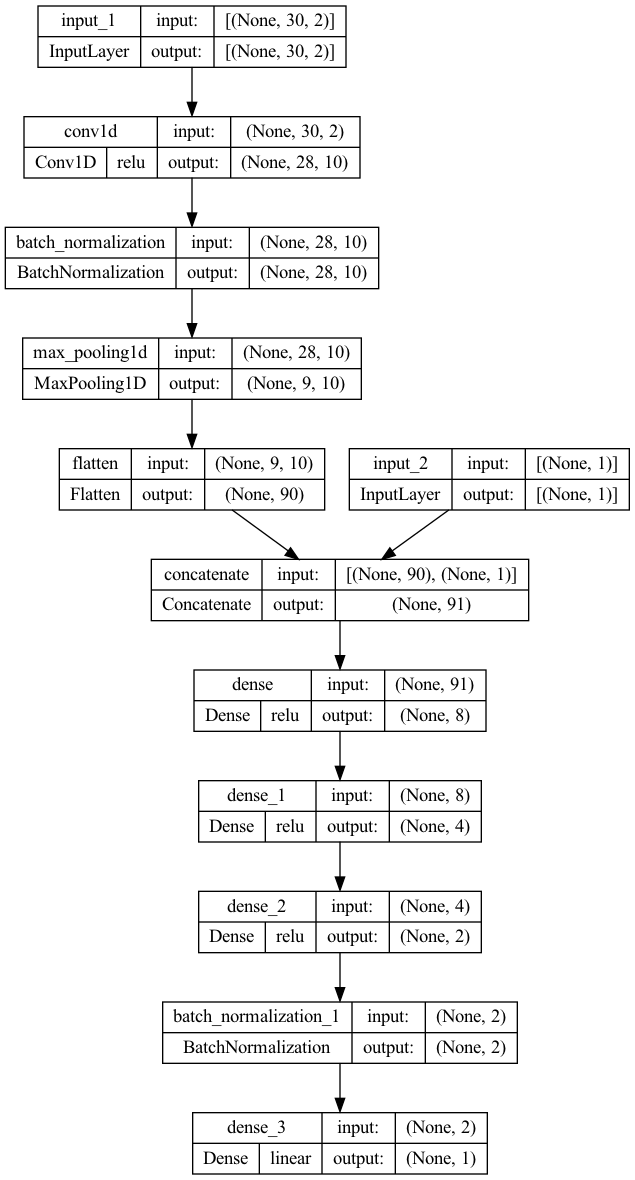 input_1 input: [(None, 30, 2)]
InputLayer output: [(None, 30, 2)]
conv1d input: (None, 30, 2)
Conv1D relu output: (None, 28, 10)
batch_normalization input: (None, 28, 10)
BatchNormalization output: (None, 28, 10)
max_pooling1d input: (None, 28, 10)
MaxPooling1D output: (None, 9, 10)
flatten input: (None, 9, 10)
Flatten output: (None, 90)
input_2 input: [(None, 1)]
InputLayer output: [(None, 1)]
concatenate input: [(None, 90), (None, 1)]
Concatenate output: (None, 91)
dense input: (None, 91)
Dense relu output: (None, 8)
dense_1 input: (None, 8)
Dense relu output: (None, 4)
dense_2 input: (None, 4)
Dense relu output: (None, 2)
batch_normalization_1 input: (None, 2)
BatchNormalization output: (None, 2)
dense_3 input: (None, 2)
Dense linear output: (None, 1)